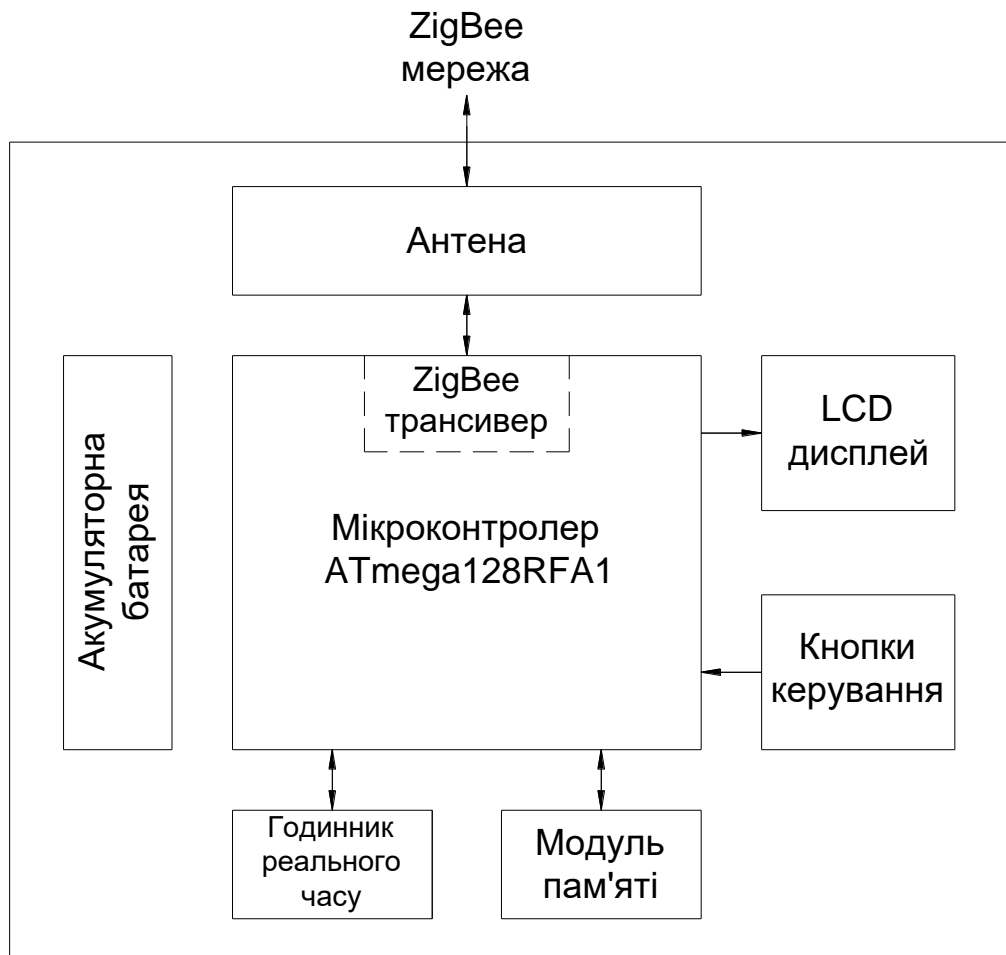 ZigBee
мережа
Антена
ZigBee
трансивер
LCD
дисплей
Акумуляторна
батарея
Мікроконтролер
ATmega128RFA1
Кнопки
керування
Годинник
реального
часу
Модуль
пам'яті